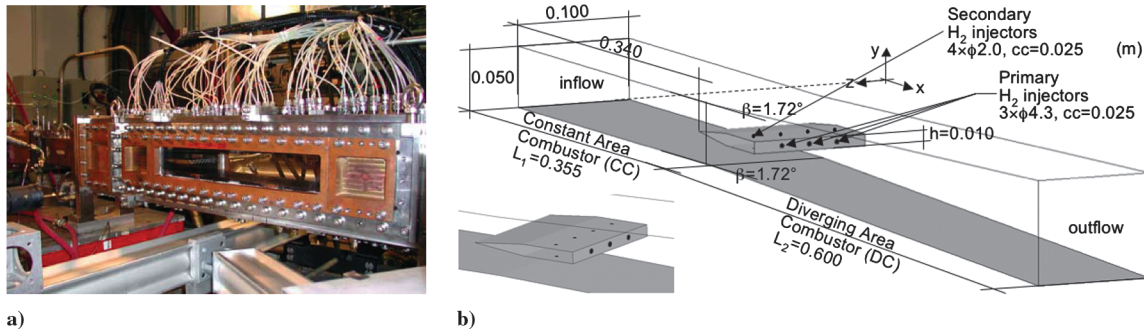 0.100
0.340
0.050
inflow
Secondary
H₂ injectors
4×ϕ2.0, cc=0.025
(m)
y
z
x
Primary
H₂ injectors
3×ϕ4.3, cc=0.025
β=1.72°
h=0.010
β=1.72°
Constant Area
Combustor (CC)
L₁=0.355
Diverging Area
Combustor (DC)
L₂=0.600
outflow
a)
b)